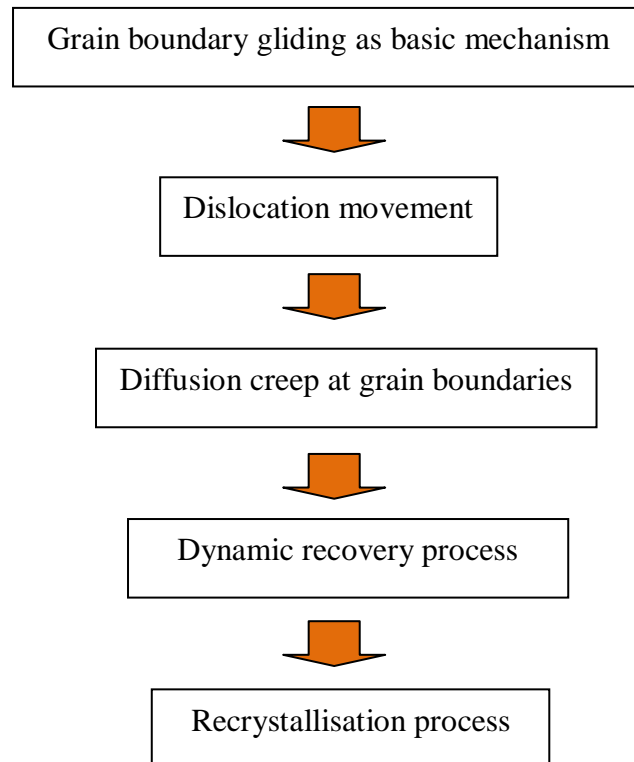 Grain boundary gliding as basic mechanism
Dislocation movement
Diffusion creep at grain boundaries
Dynamic recovery process
Recrystallisation process